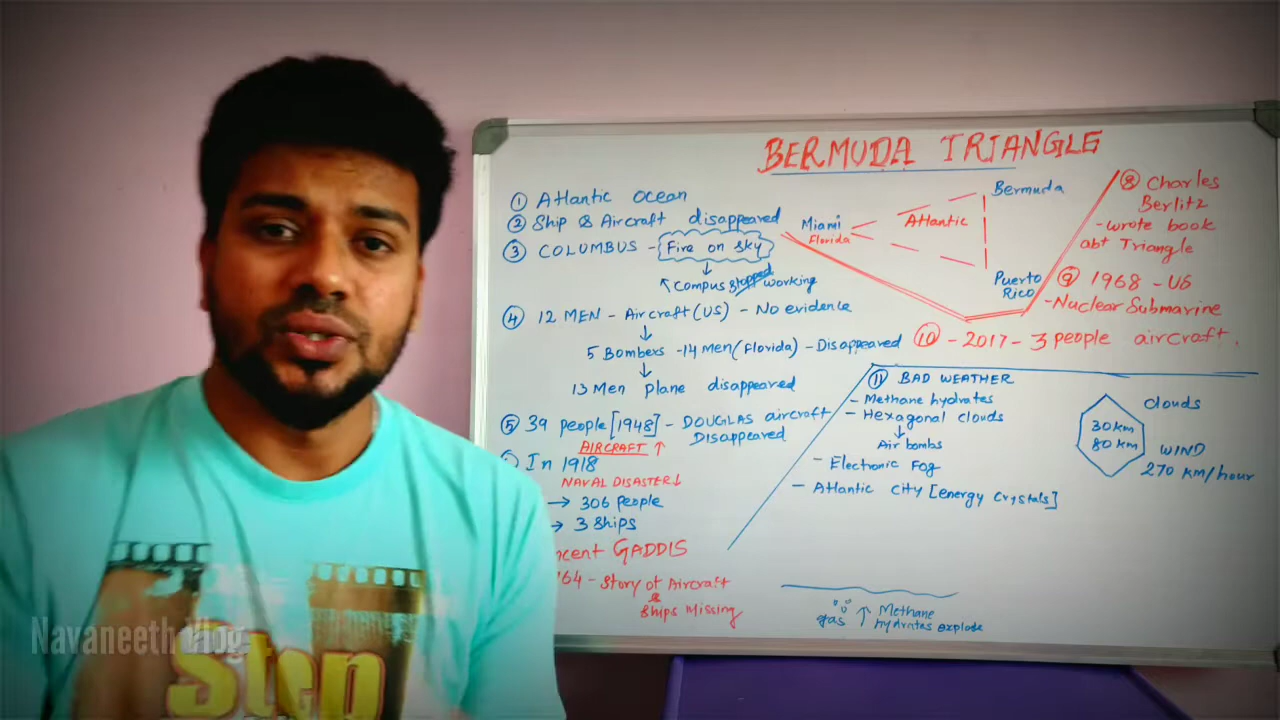 BERMUDA TRIANGLE
① Atlantic ocean
② Ship & Aircraft disappeared
③ COLUMBUS - Fire on sky
↓
↖ Compus stopped working
④ 12 MEN - Aircraft (US) - No evidence
↓
5 Bombers - 14 Men (Florida) - Disappeared
↓
13 Men plane disappeared
⑤ 39 people [1948] - DOUGLAS aircraft
Disappeared
AIRCRAFT ↑
In 1918
NAVAL DISASTER ↓
→ 306 people
→ 3 ships
GADDIS
64 - Story of Aircraft
&
Ships Missing
Bermuda
Miami
Florida
Atlantic
Puerto
Rico
⑧ Charles
Berlitz
- wrote book
abt Triangle
⑨ 1968 - US
- Nuclear Submarine
⑩ - 2017 - 3 people aircraft.
⑪ BAD WEATHER
- Methane hydrates
- Hexagonal clouds
↓
Air bombs
- Electronic Fog
- Atlantic city [energy crystals]
clouds
30 km
80 km
WIND
270 km/hour
gas ↑ Methane
hydrates explode
Navaneeth Vlog
Step